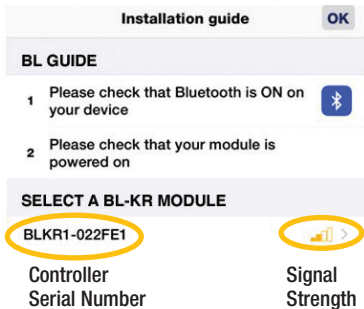 Installation guide OK
BL GUIDE
1 Please check that Bluetooth is ON on
your device
2 Please check that your module is
powered on
SELECT A BL-KR MODULE
BLKR1-022FE1
Controller Signal
Serial Number Strength